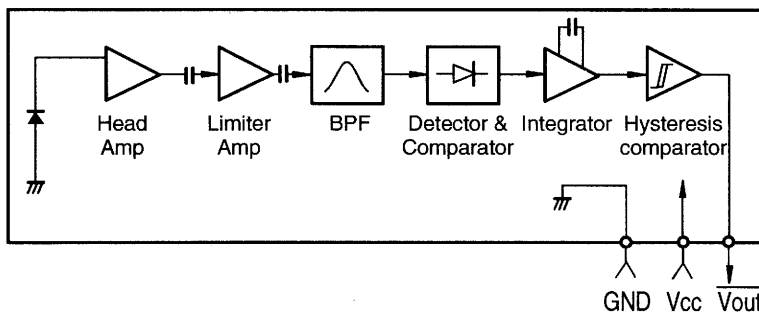 Head
Amp
Limiter
Amp
BPF
Detector &
Comparator
Integrator
Hysteresis
comparator
GND
Vcc
Vout